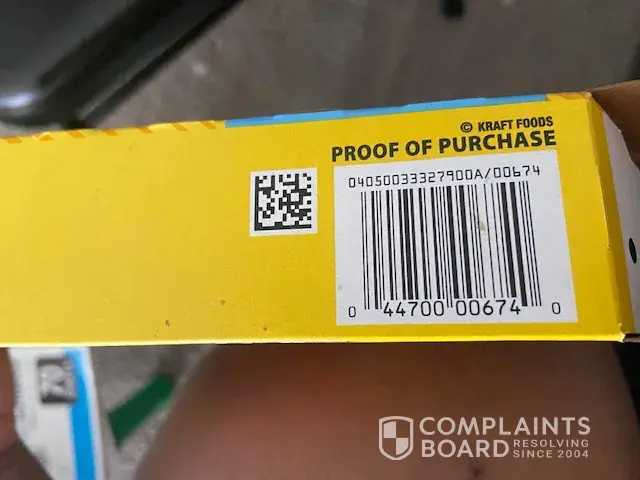 © KRAFT FOODS
PROOF OF PURCHASE
04050033327900A/00674
0 44700 00674 0
COMPLAINTS
BOARD RESOLVING
SINCE 2004